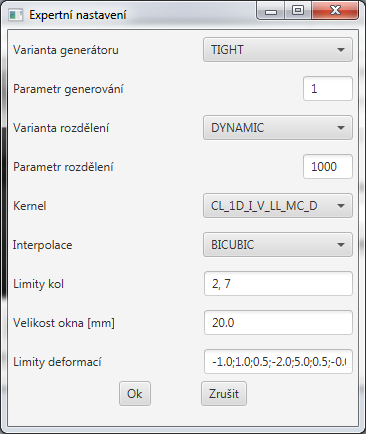 Expertní nastavení
Varianta generátoru TIGHT
Parametr generování 1
Varianta rozdělení DYNAMIC
Parametr rozdělení 1000
Kernel CL_1D_I_V_LL_MC_D
Interpolace BICUBIC
Limity kol 2, 7
Velikost okna [mm] 20.0
Limity deformací -1.0;1.0;0.5;-2.0;5.0;0.5;-0.
Ok Zrušit